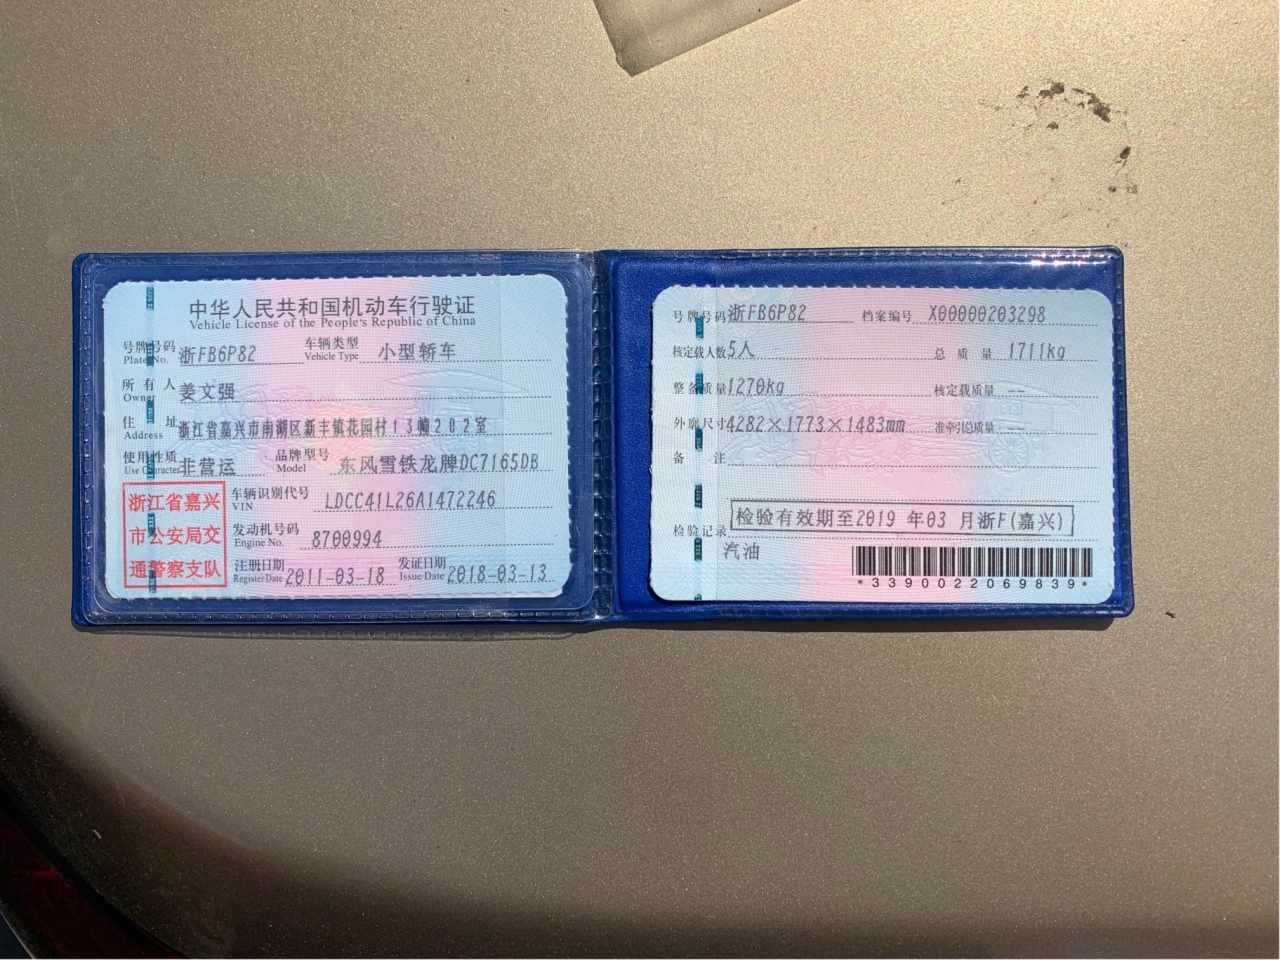 中华人民共和国机动车行驶证
Vehicle License of the People's Republic of China
号牌号码 浙FB6P82 车辆类型 小型轿车
Plate No. Vehicle Type
所有人 姜文强
Owner
住址 浙江省嘉兴市南湖区新丰镇花园村13幢202室
Address
使用性质 非营运 品牌型号 东风雪铁龙牌DC7165DB
Use Character Model
浙江省嘉兴
市公安局交
通警察支队
车辆识别代号 LDCC41L26A1472246
VIN
发动机号码 8700994
Engine No.
注册日期 2011-03-18 发证日期 2018-03-13
Register Date Issue Date
号牌号码 浙FB6P82 档案编号 X00000203298
核定载人数 5人 总质量 1711kg
整备质量 1270kg 核定载质量 --
外廓尺寸 4282×1773×1483mm 准牵引总质量 --
备注
检验记录 检验有效期至2019 年03 月浙F(嘉兴)
汽油
*3390022069839*